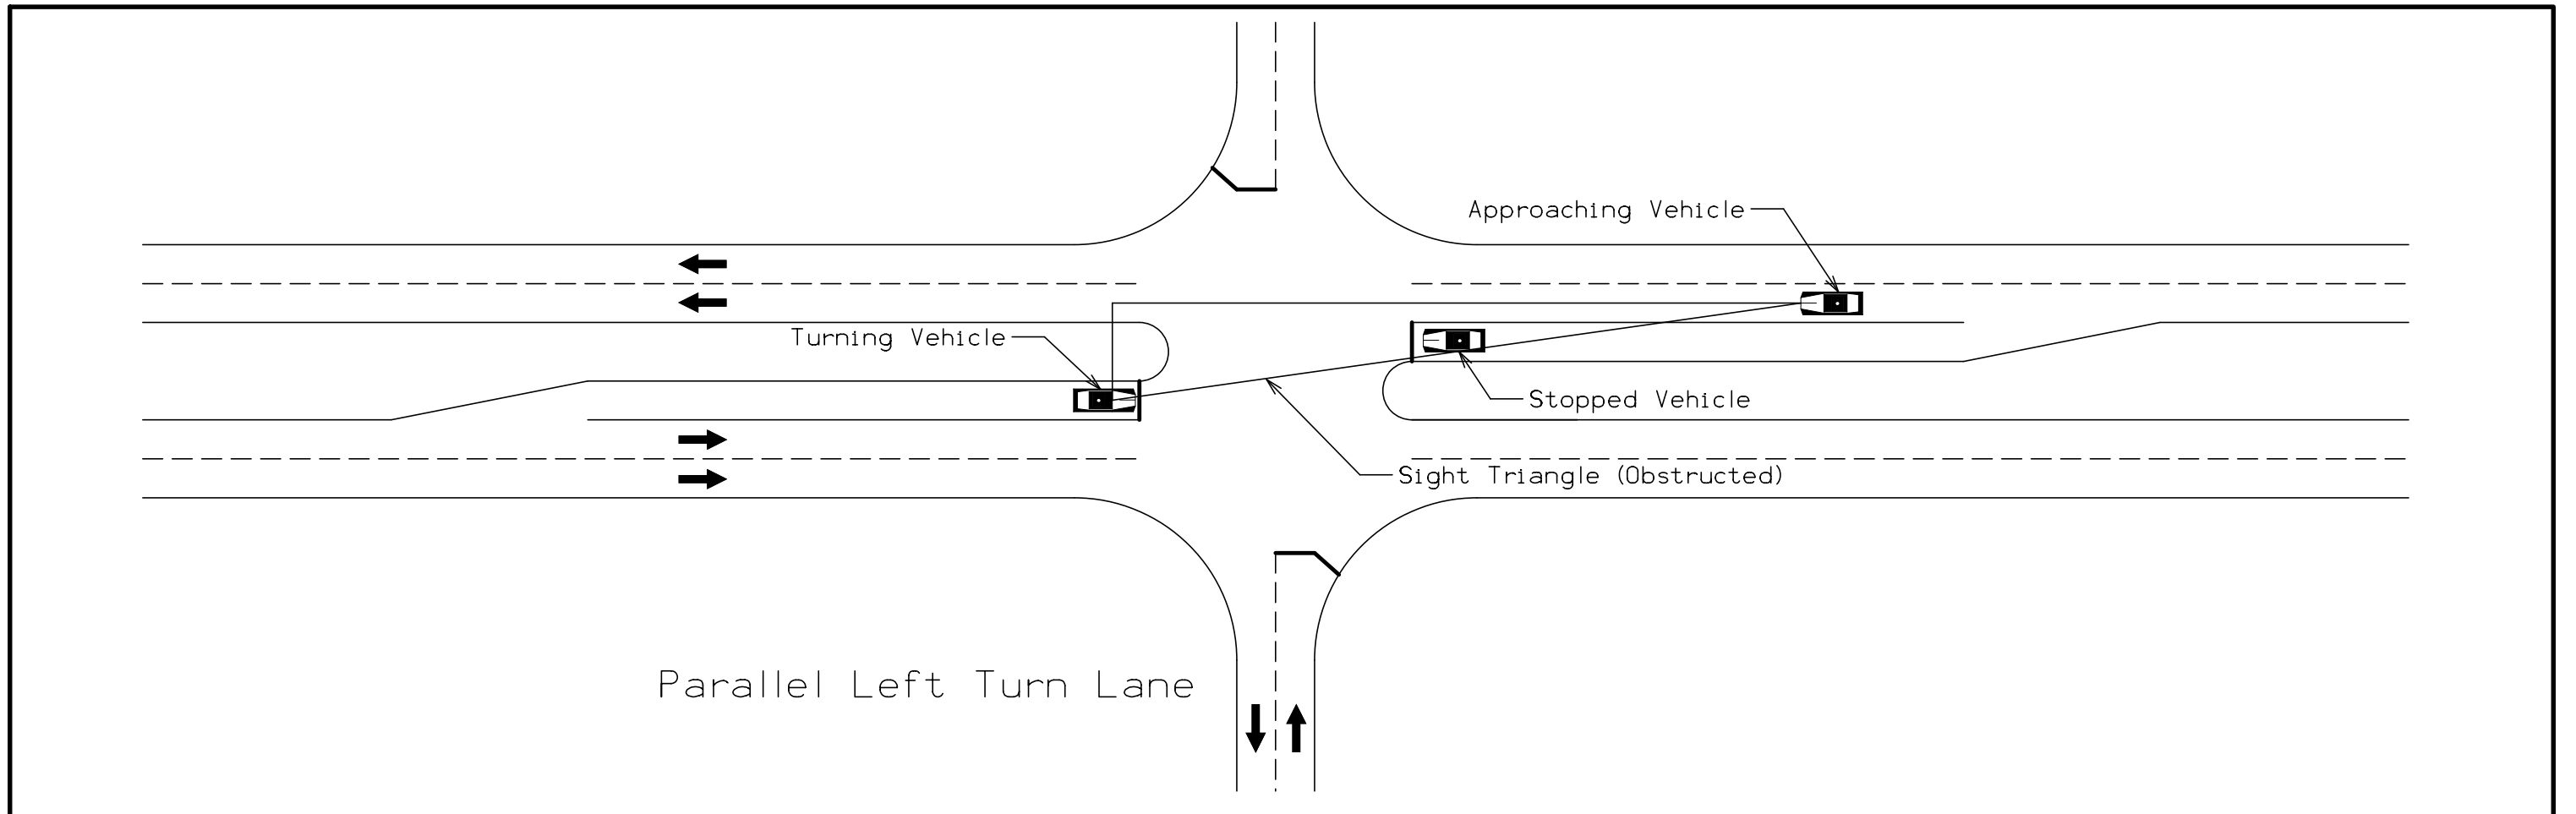 Approaching Vehicle
Turning Vehicle
Stopped Vehicle
Sight Triangle (Obstructed)
Parallel Left Turn Lane